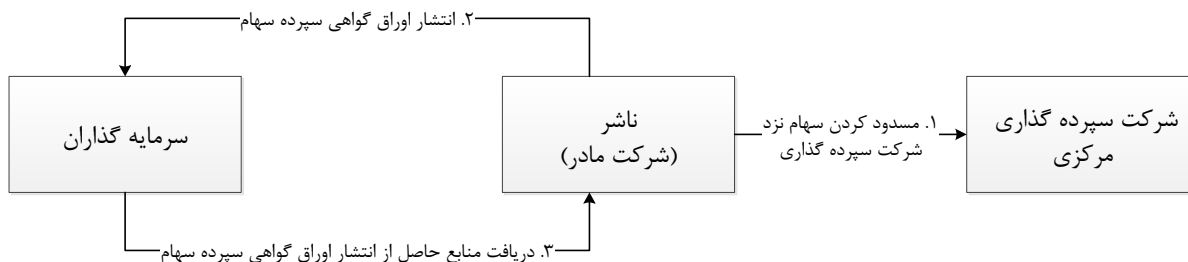 ۲. انتشار اوراق گواهی سپرده سهام
شرکت سپرده گذاری
مرکزی
۱. مسدود کردن سهام نزد
شرکت سپرده گذاری
ناشر
(شرکت مادر)
سرمایه گذاران
۳. دریافت منابع حاصل از انتشار اوراق گواهی سپرده سهام